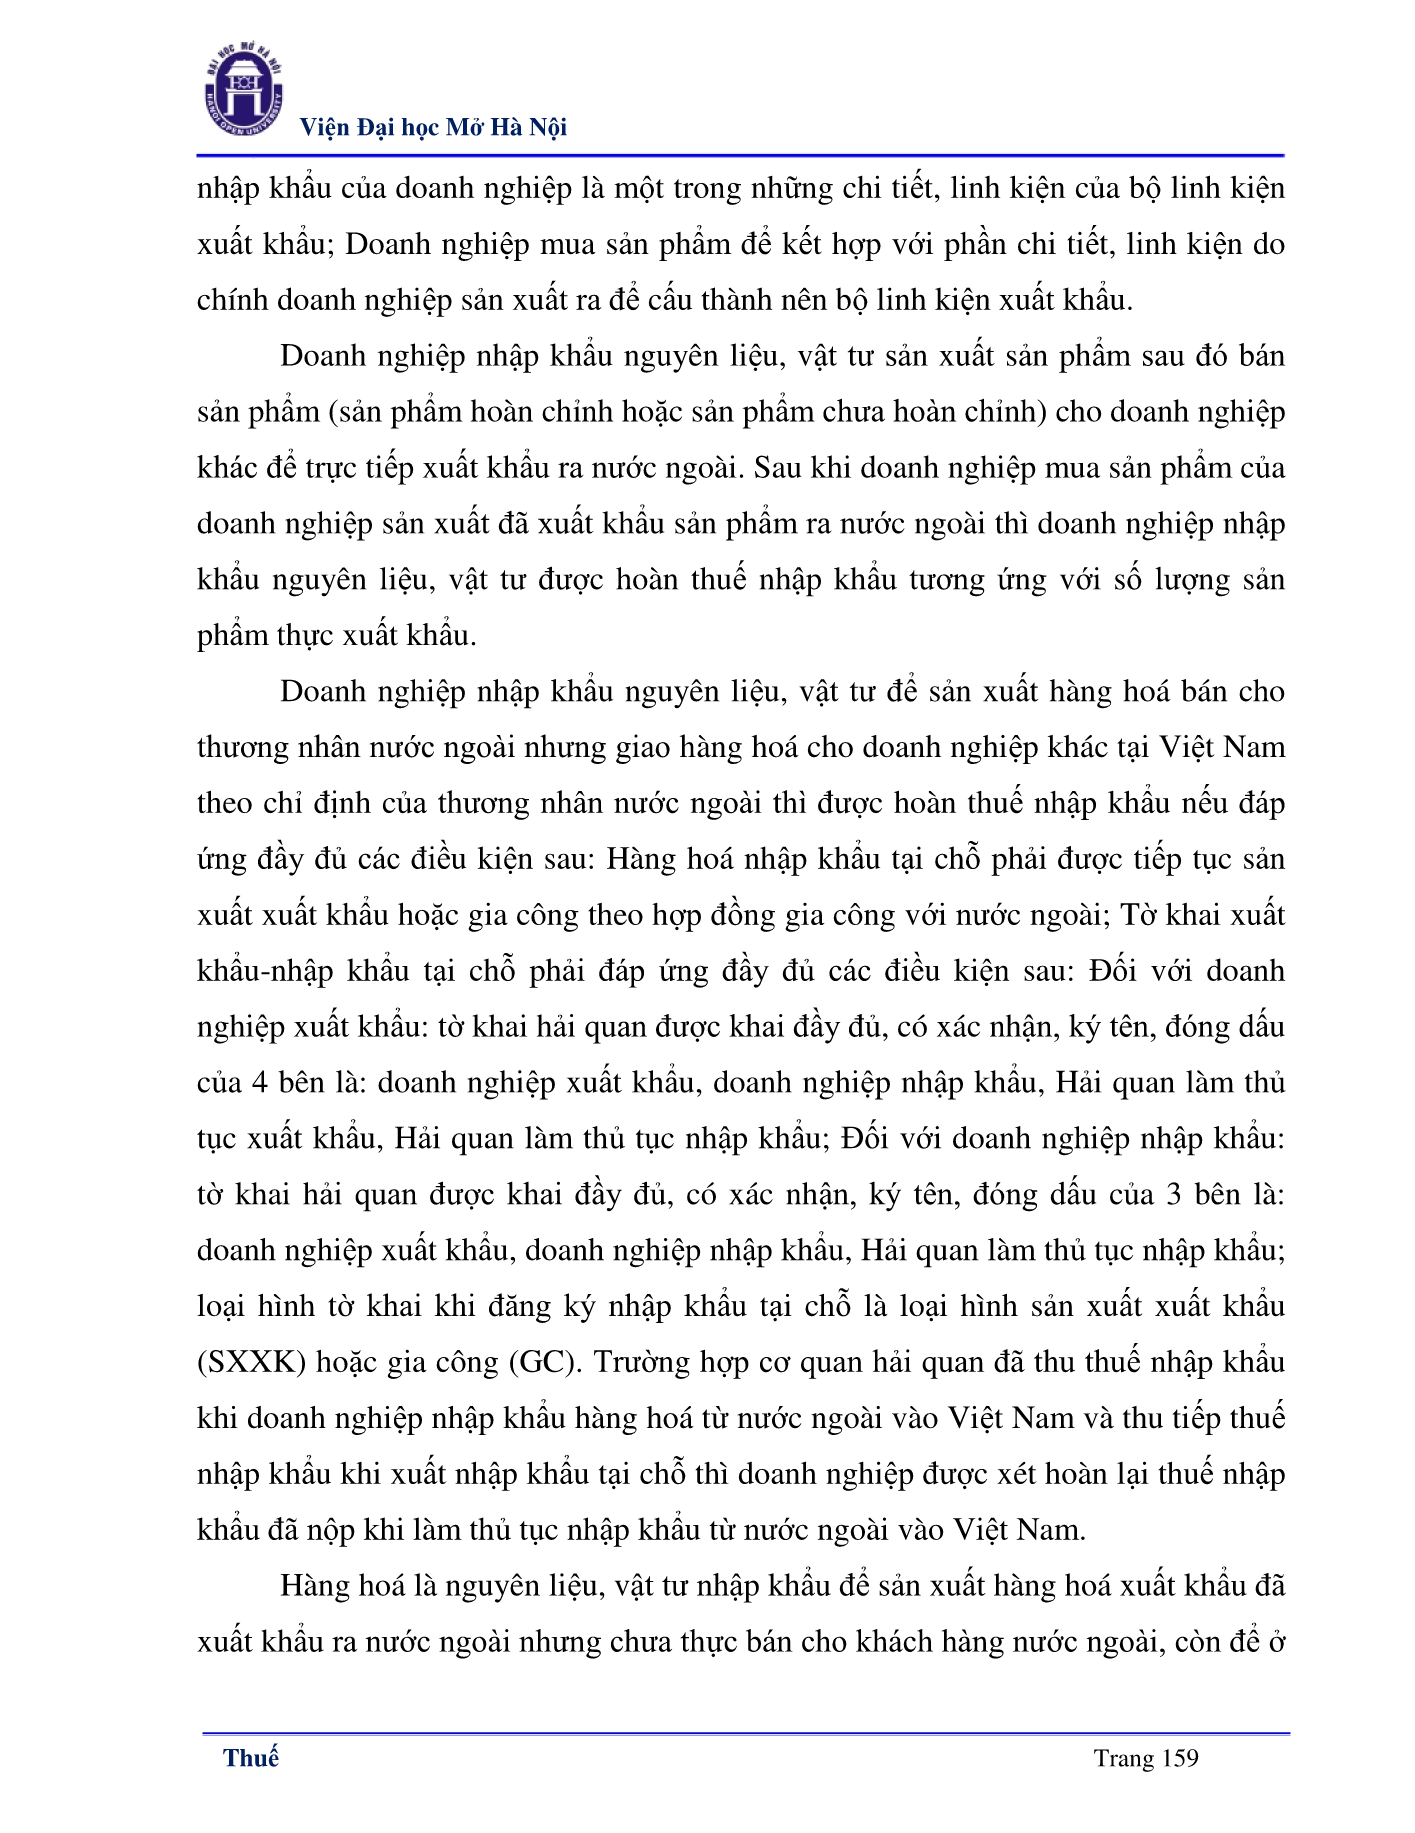 ĐẠI HỌC MỞ HÀ NỘI
HANOI OPEN UNIVERSITY
Viện Đại học Mở Hà Nội
nhập khẩu của doanh nghiệp là một trong những chi tiết, linh kiện của bộ linh kiện
xuất khẩu; Doanh nghiệp mua sản phẩm để kết hợp với phần chi tiết, linh kiện do
chính doanh nghiệp sản xuất ra để cấu thành nên bộ linh kiện xuất khẩu.
Doanh nghiệp nhập khẩu nguyên liệu, vật tư sản xuất sản phẩm sau đó bán
sản phẩm (sản phẩm hoàn chỉnh hoặc sản phẩm chưa hoàn chỉnh) cho doanh nghiệp
khác để trực tiếp xuất khẩu ra nước ngoài. Sau khi doanh nghiệp mua sản phẩm của
doanh nghiệp sản xuất đã xuất khẩu sản phẩm ra nước ngoài thì doanh nghiệp nhập
khẩu nguyên liệu, vật tư được hoàn thuế nhập khẩu tương ứng với số lượng sản
phẩm thực xuất khẩu.
Doanh nghiệp nhập khẩu nguyên liệu, vật tư để sản xuất hàng hoá bán cho
thương nhân nước ngoài nhưng giao hàng hoá cho doanh nghiệp khác tại Việt Nam
theo chỉ định của thương nhân nước ngoài thì được hoàn thuế nhập khẩu nếu đáp
ứng đầy đủ các điều kiện sau: Hàng hoá nhập khẩu tại chỗ phải được tiếp tục sản
xuất xuất khẩu hoặc gia công theo hợp đồng gia công với nước ngoài; Tờ khai xuất
khẩu-nhập khẩu tại chỗ phải đáp ứng đầy đủ các điều kiện sau: Đối với doanh
nghiệp xuất khẩu: tờ khai hải quan được khai đầy đủ, có xác nhận, ký tên, đóng dấu
của 4 bên là: doanh nghiệp xuất khẩu, doanh nghiệp nhập khẩu, Hải quan làm thủ
tục xuất khẩu, Hải quan làm thủ tục nhập khẩu; Đối với doanh nghiệp nhập khẩu:
tờ khai hải quan được khai đầy đủ, có xác nhận, ký tên, đóng dấu của 3 bên là:
doanh nghiệp xuất khẩu, doanh nghiệp nhập khẩu, Hải quan làm thủ tục nhập khẩu;
loại hình tờ khai khi đăng ký nhập khẩu tại chỗ là loại hình sản xuất xuất khẩu
(SXXK) hoặc gia công (GC). Trường hợp cơ quan hải quan đã thu thuế nhập khẩu
khi doanh nghiệp nhập khẩu hàng hoá từ nước ngoài vào Việt Nam và thu tiếp thuế
nhập khẩu khi xuất nhập khẩu tại chỗ thì doanh nghiệp được xét hoàn lại thuế nhập
khẩu đã nộp khi làm thủ tục nhập khẩu từ nước ngoài vào Việt Nam.
Hàng hoá là nguyên liệu, vật tư nhập khẩu để sản xuất hàng hoá xuất khẩu đã
xuất khẩu ra nước ngoài nhưng chưa thực bán cho khách hàng nước ngoài, còn để ở
Thuế
Trang 159